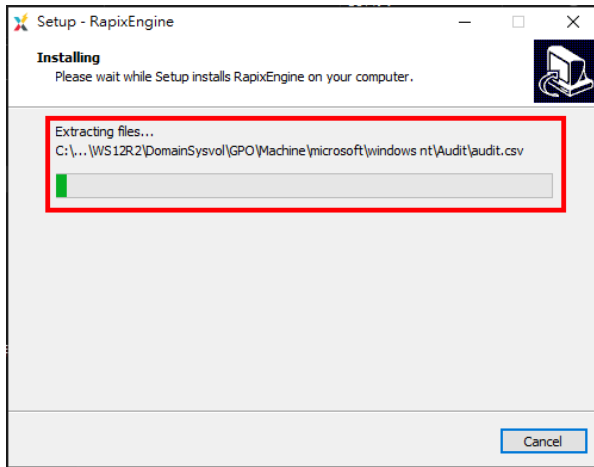 Setup - RapixEngine
Installing
Please wait while Setup installs RapixEngine on your computer.
Extracting files...
C:\...\WS12R2\DomainSysvol\GPO\Machine\microsoft\windows nt\Audit\audit.csv
Cancel